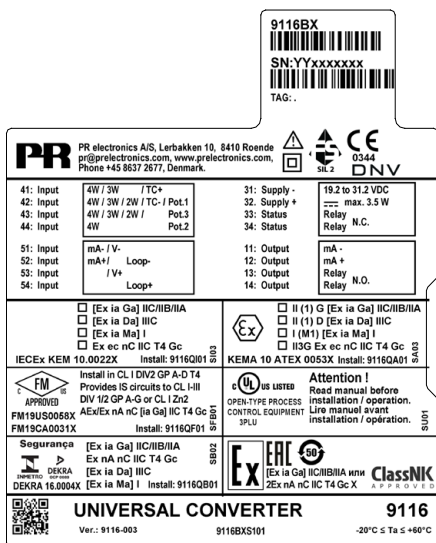 9116BX
SN:YYxxxxxxx
TAG: .
PR
PR electronics A/S, Lerbakken 10, 8410 Roende
pr@prelectronics.com, www.prelectronics.com,
Phone +45 8637 2677, Denmark.
SIL 2
CE
0344
DNV
41: Input 4W / 3W / TC+
42: Input 4W / 3W / 2W / TC- / Pot.1
43: Input 4W / 3W / 2W / Pot.3
44: Input 4W Pot.2
31: Supply - 19.2 to 31.2 VDC
32: Supply + max. 3.5 W
33: Status Relay
34: Status Relay
N.C.
51: Input mA- / V-
52: Input mA+/ Loop-
53: Input / V+
54: Input Loop+
11: Output mA -
12: Output mA +
13: Output Relay
14: Output Relay
N.O.
[Ex ia Ga] IIC/IIB/IIA
[Ex ia Da] IIIC
[Ex ia Ma] I
Ex ec nC IIC T4 Gc
IECEx KEM 10.0022X Install: 9116QI01
SI03
Ex
II (1) G [Ex ia Ga] IIC/IIB/IIA
II (1) D [Ex ia Da] IIIC
I (M1) [Ex ia Ma] I
II3G Ex ec nC IIC T4 Gc
KEMA 10 ATEX 0053X Install: 9116QA01
SA03
C FM US
APPROVED
FM19US0058X
FM19CA0031X
Install in CL I DIV2 GP A-D T4
Provides IS circuits to CL I-III
DIV 1/2 GP A-G or CL I Zn2
AEx/Ex nA nC [ia Ga] IIC T4 Gc
Install: 9116QF01
SFB01
C UL US LISTED
OPEN-TYPE PROCESS
CONTROL EQUIPMENT
3PLU
Attention !
Read manual before
installation / operation.
Lire manuel avant
installation / opération.
SU01
Segurança
INMETRO
DEKRA
OCP 0029
DEKRA 16.0004X
[Ex ia Ga] IIC/IIB/IIA
Ex nA nC IIC T4 Gc
[Ex ia Da] IIIC
[Ex ia Ma] I Install: 9116QB01
SB02
Ex
EAC
50
[Ex ia Ga] IIC/IIB/IIA или
2Ex nA nC IIC T4 Gc X
ClassNK
APPROVED
UNIVERSAL CONVERTER 9116
Ver.: 9116-003
9116BXS101
-20°C ≤ Ta ≤ +60°C